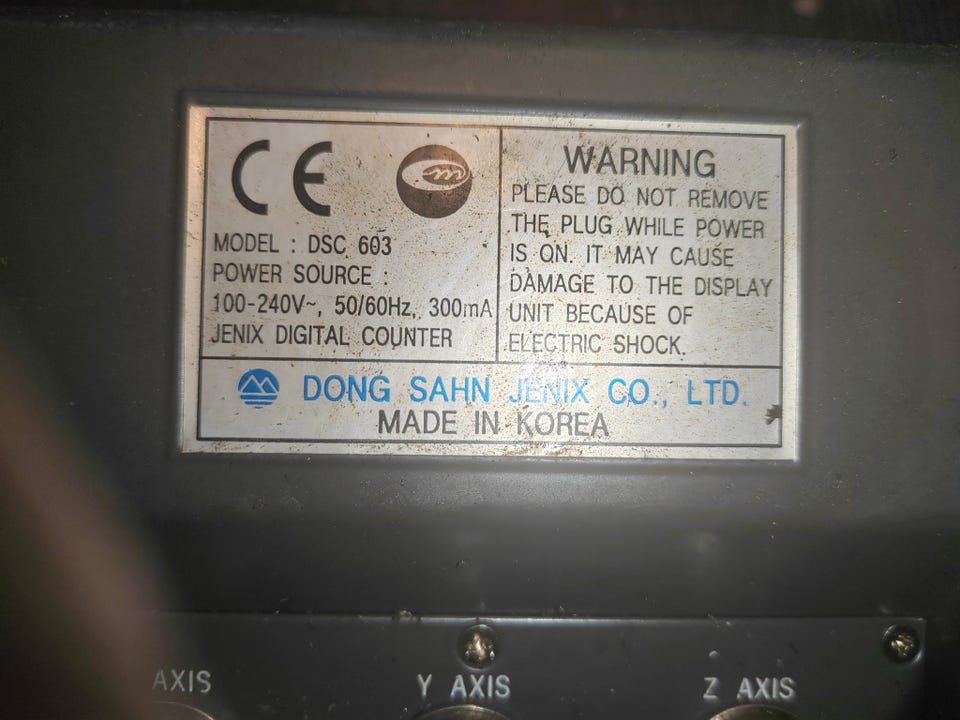 CE
MODEL : DSC 603
POWER SOURCE :
100-240V~, 50/60Hz, 300mA
JENIX DIGITAL COUNTER
WARNING
PLEASE DO NOT REMOVE
THE PLUG WHILE POWER
IS ON. IT MAY CAUSE
DAMAGE TO THE DISPLAY
UNIT BECAUSE OF
ELECTRIC SHOCK.
DONG SAHN JENIX CO., LTD.
MADE IN KOREA
AXIS
Y AXIS
Z AXIS